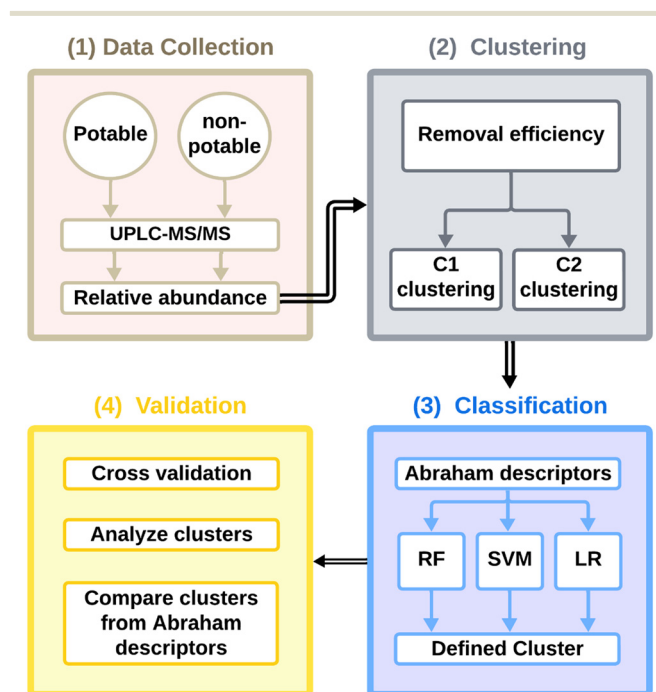 (1) Data Collection
Potable
non-
potable
UPLC-MS/MS
Relative abundance
(2) Clustering
Removal efficiency
C1
clustering
C2
clustering
(3) Classification
Abraham descriptors
RF
SVM
LR
Defined Cluster
(4) Validation
Cross validation
Analyze clusters
Compare clusters
from Abraham
descriptors